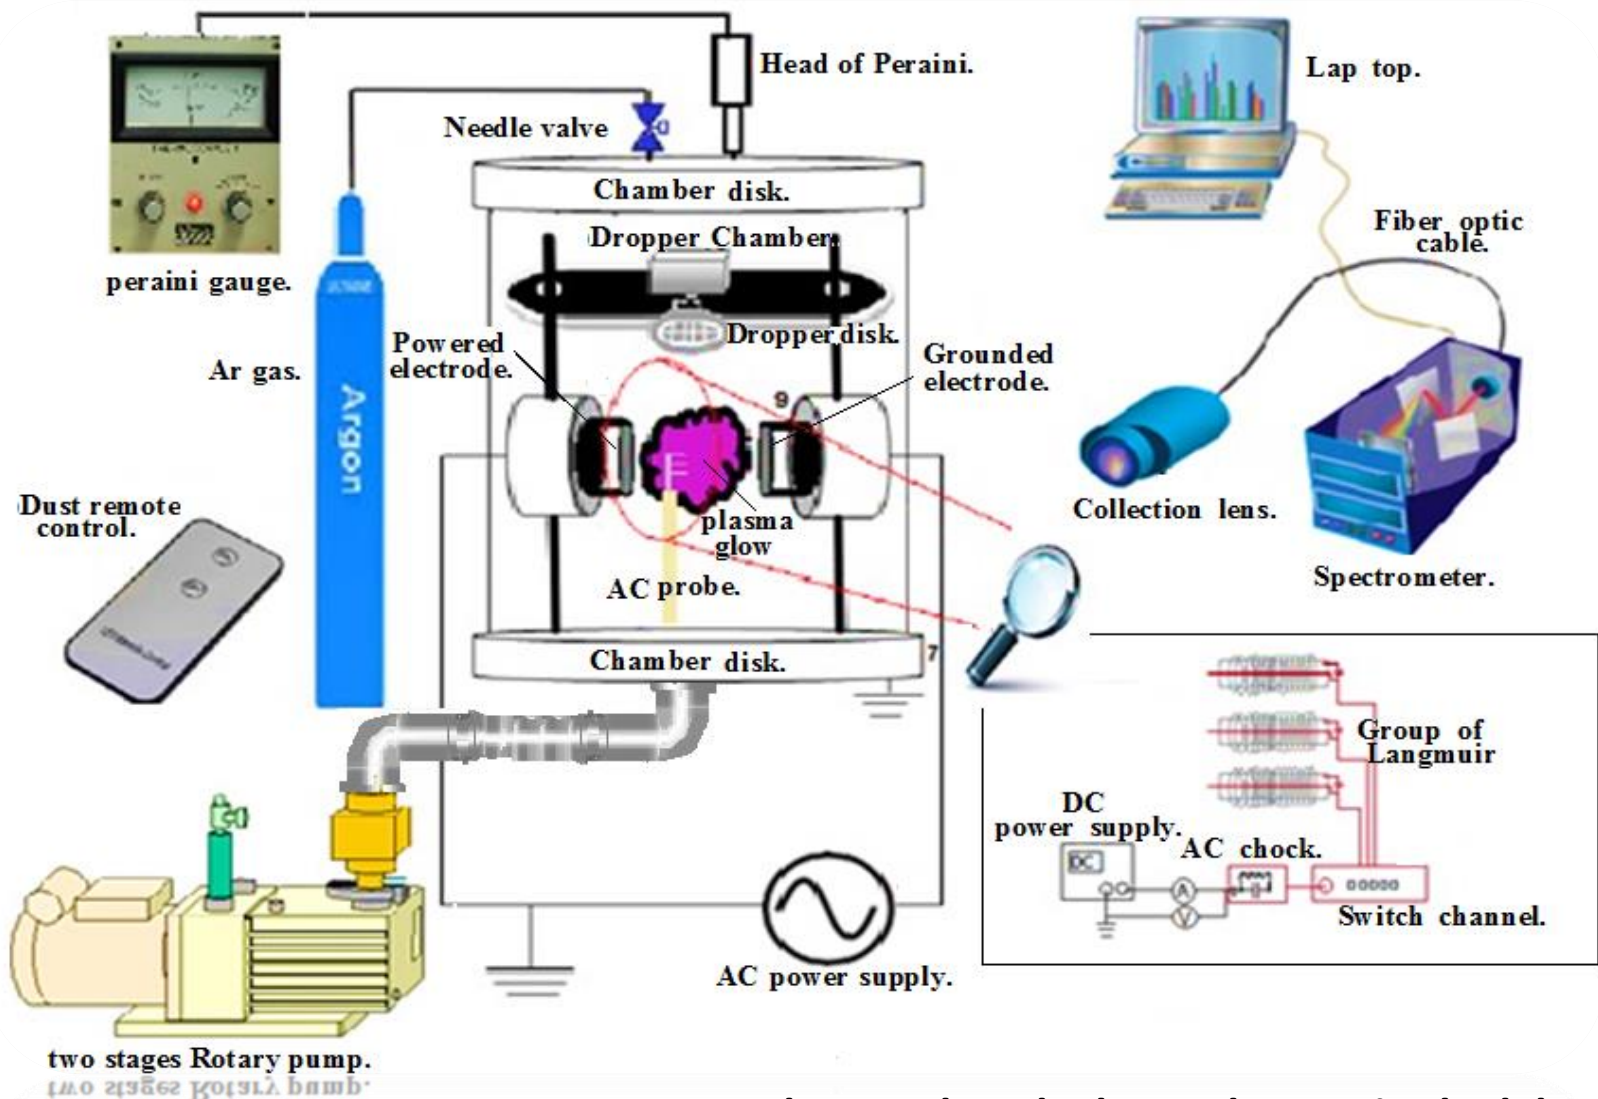 Head of Peraini.
Lap top.
Needle valve
Chamber disk.
Fiber optic
cable.
Dropper Chamber.
peraini gauge.
Dropper disk.
Powered
electrode.
Grounded
electrode.
Ar gas.
Argon
9
Dust remote
control.
plasma
glow
Collection lens.
AC probe.
Spectrometer.
Chamber disk.
7
Group of
Langmuir
DC
power supply.
AC chock.
DC
A
V
Switch channel.
AC power supply.
two stages Rotary pump.
two stages Rotary pump.